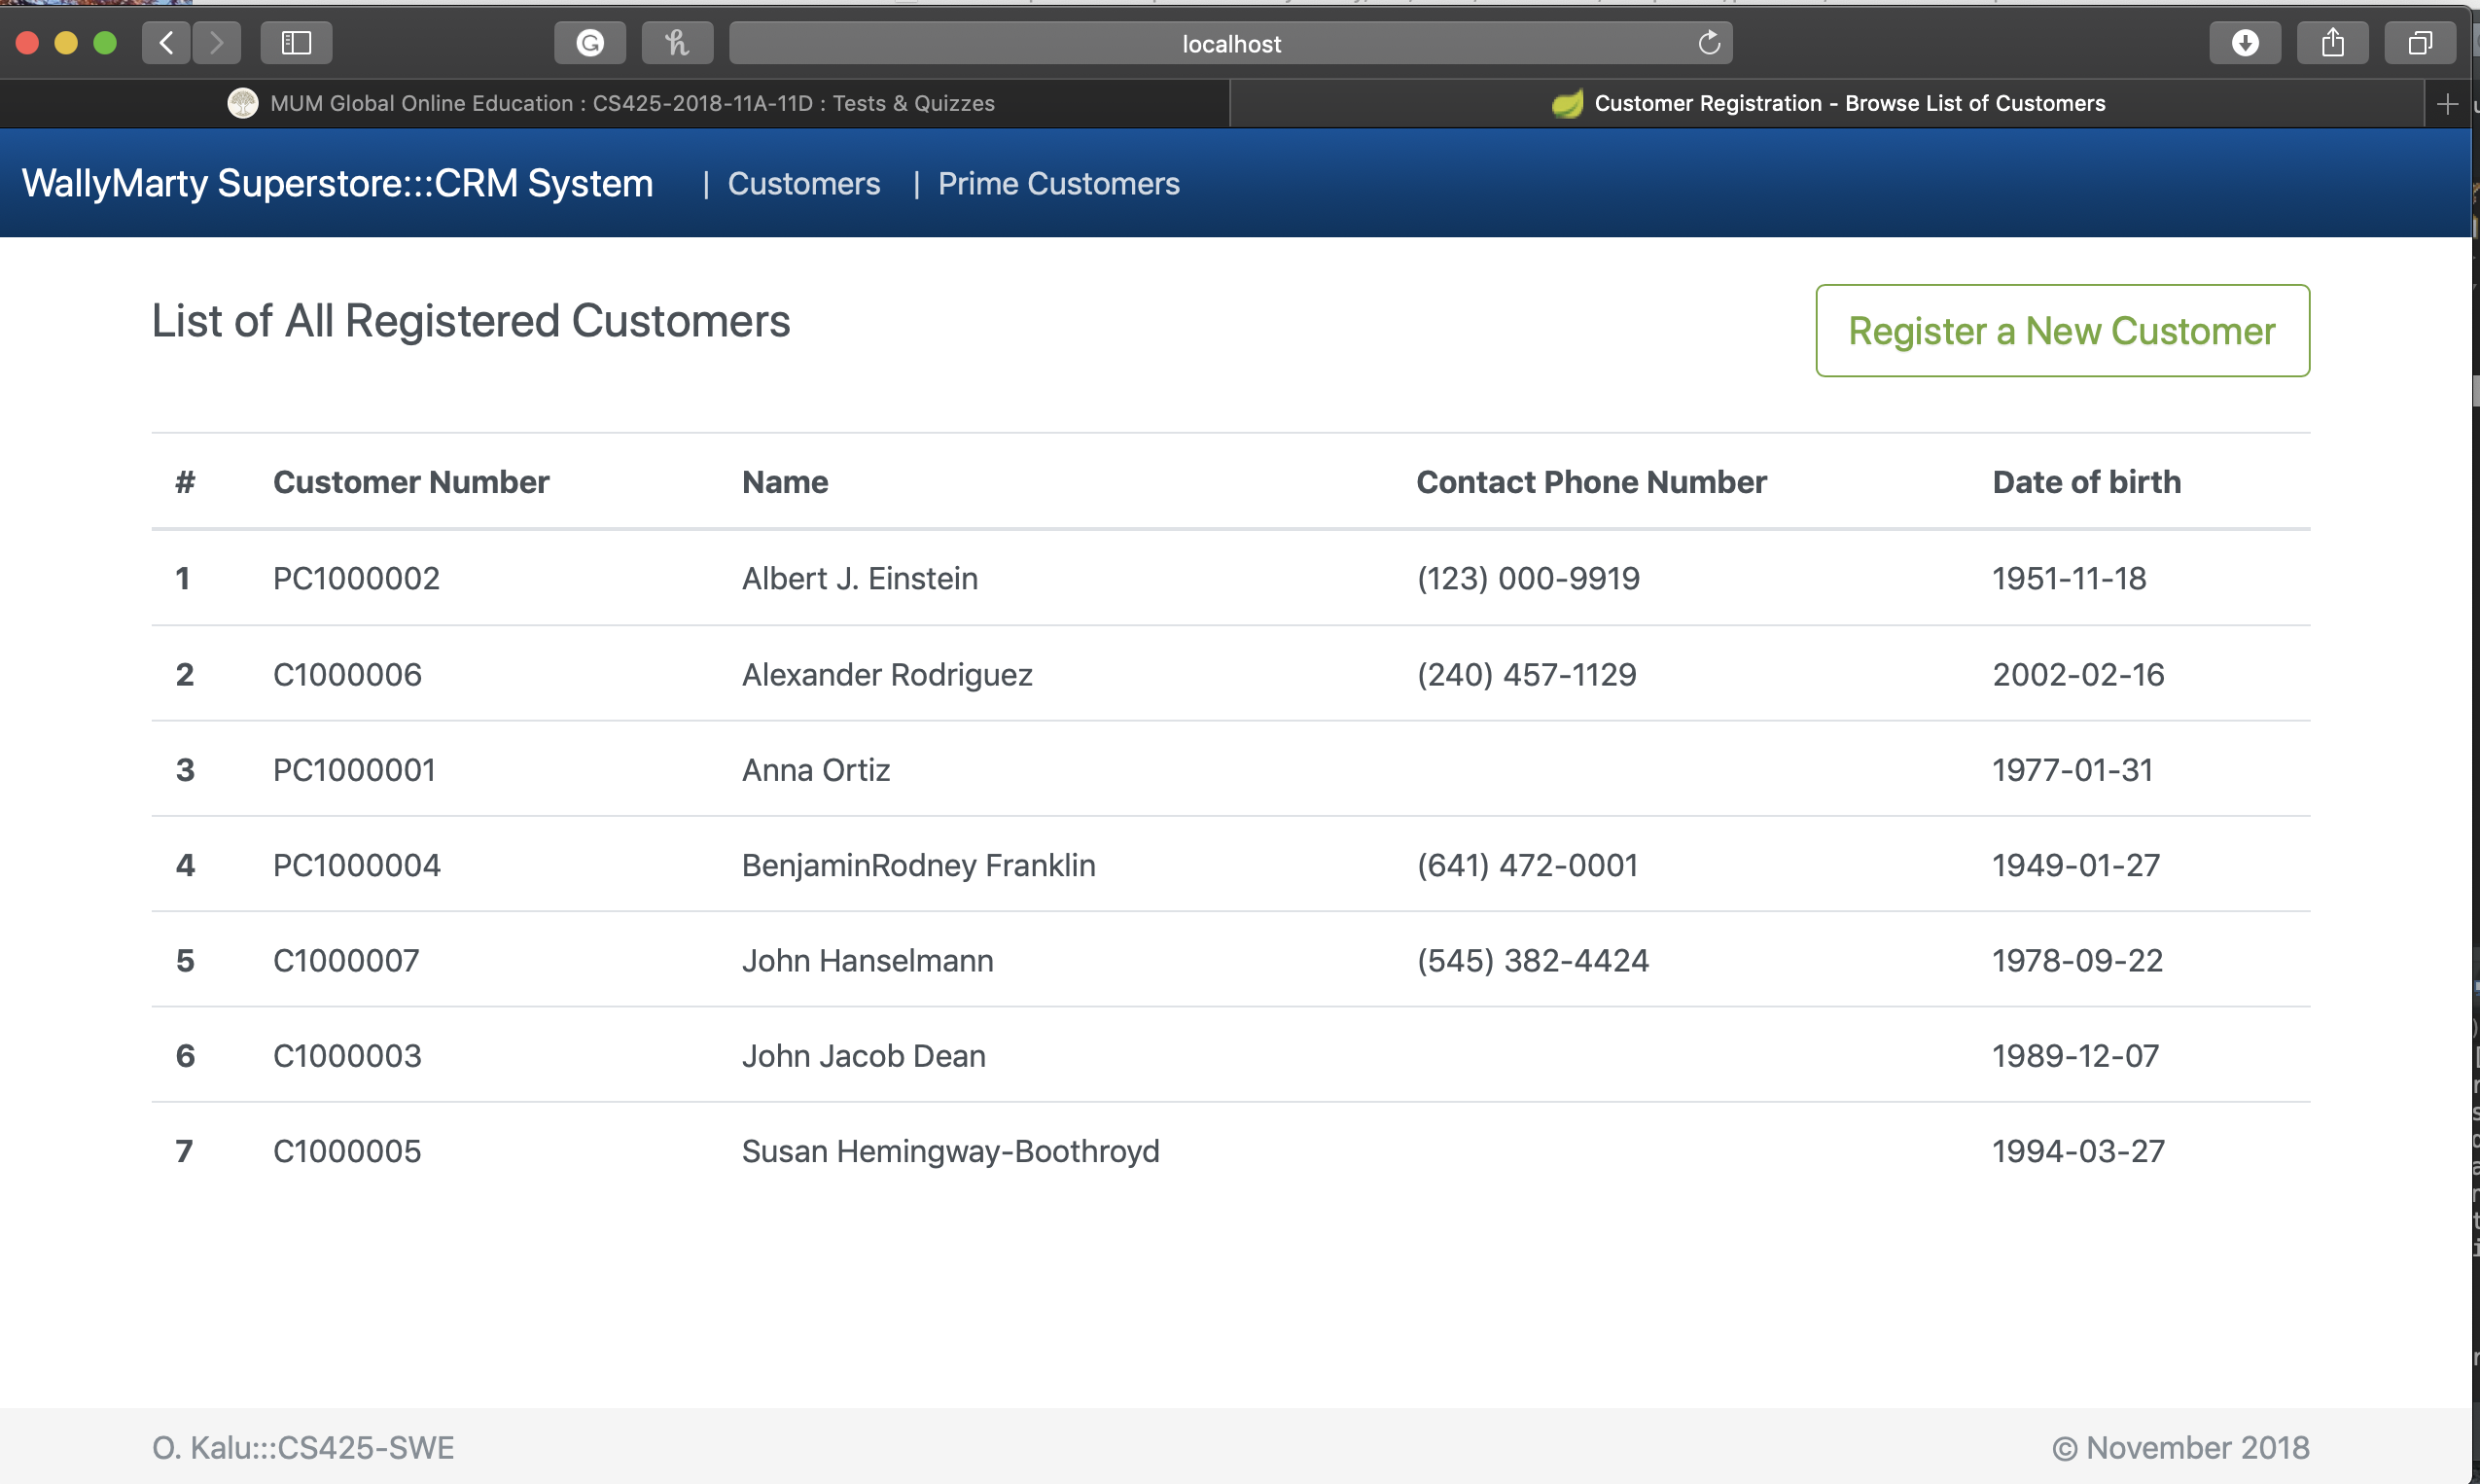 localhost
MUM Global Online Education : CS425-2018-11A-11D : Tests & Quizzes
Customer Registration - Browse List of Customers
WallyMarty Superstore:::CRM System | Customers | Prime Customers
List of All Registered Customers
Register a New Customer
# Customer Number Name Contact Phone Number Date of birth
1 PC1000002 Albert J. Einstein (123) 000-9919 1951-11-18
2 C1000006 Alexander Rodriguez (240) 457-1129 2002-02-16
3 PC1000001 Anna Ortiz 1977-01-31
4 PC1000004 BenjaminRodney Franklin (641) 472-0001 1949-01-27
5 C1000007 John Hanselmann (545) 382-4424 1978-09-22
6 C1000003 John Jacob Dean 1989-12-07
7 C1000005 Susan Hemingway-Boothroyd 1994-03-27
O. Kalu:::CS425-SWE
© November 2018